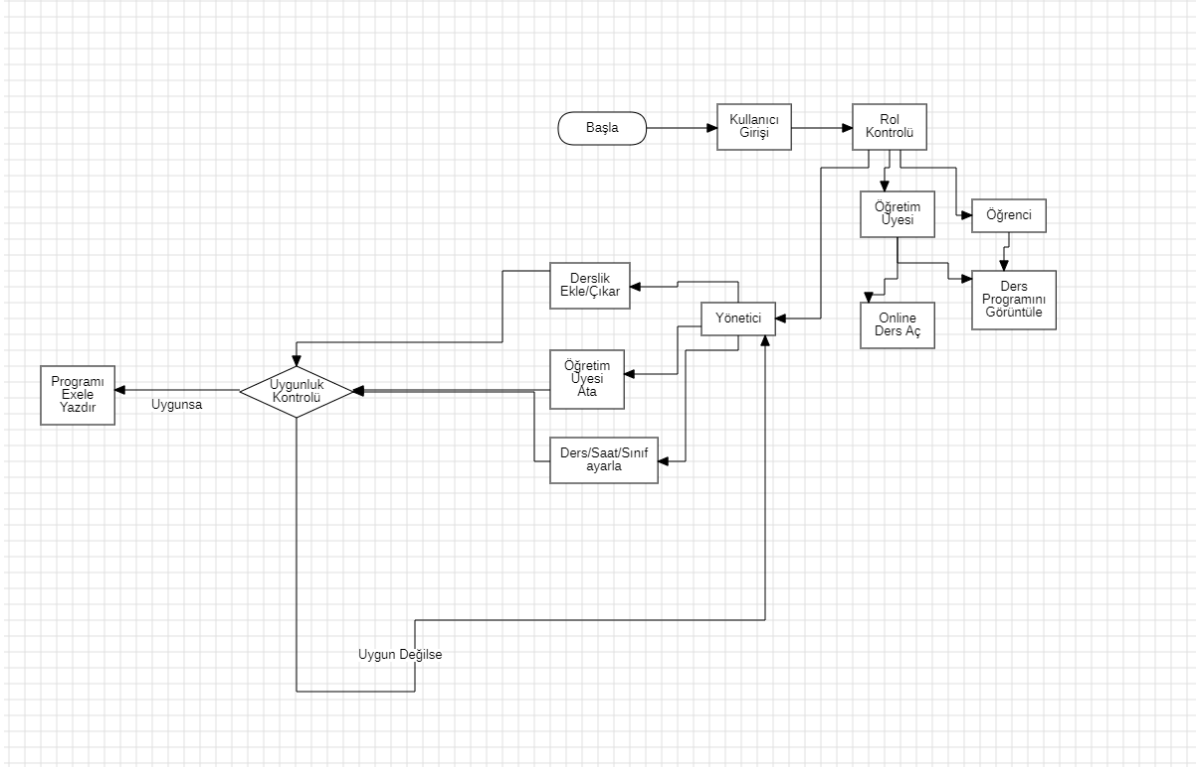 Başla
Kullanıcı
Girişi
Rol
Kontrolü
Öğretim
Üyesi
Öğrenci
Derslik
Ekle/Çıkar
Yönetici
Online
Ders Aç
Ders
Programını
Görüntüle
Programı
Exele
Yazdır
Uygunsa
Uygunluk
Kontrolü
Öğretim
Üyesi
Ata
Ders/Saat/Sınıf
ayarla
Uygun Değilse